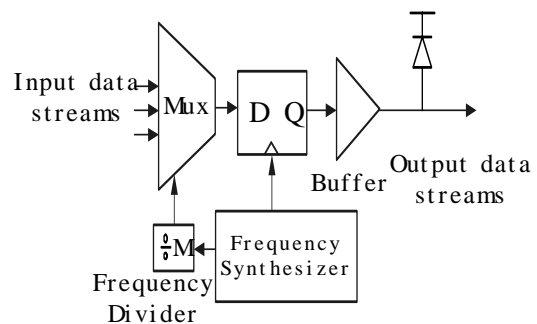 Input data
streams
Mux
D Q
Buffer
Output data
streams
÷M
Frequency
Synthesizer
Frequency
Divider